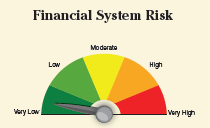 Financial System Risk
Moderate
Low
High
Very Low
Very High